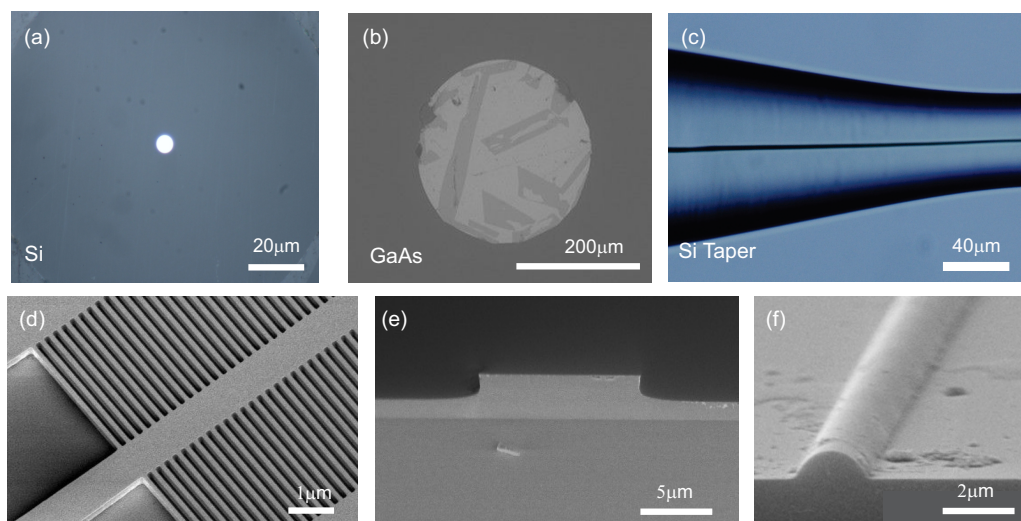 (a)
Si
20μm
(b)
GaAs
200μm
(c)
Si Taper
40μm
(d)
1μm
(e)
5μm
(f)
2μm